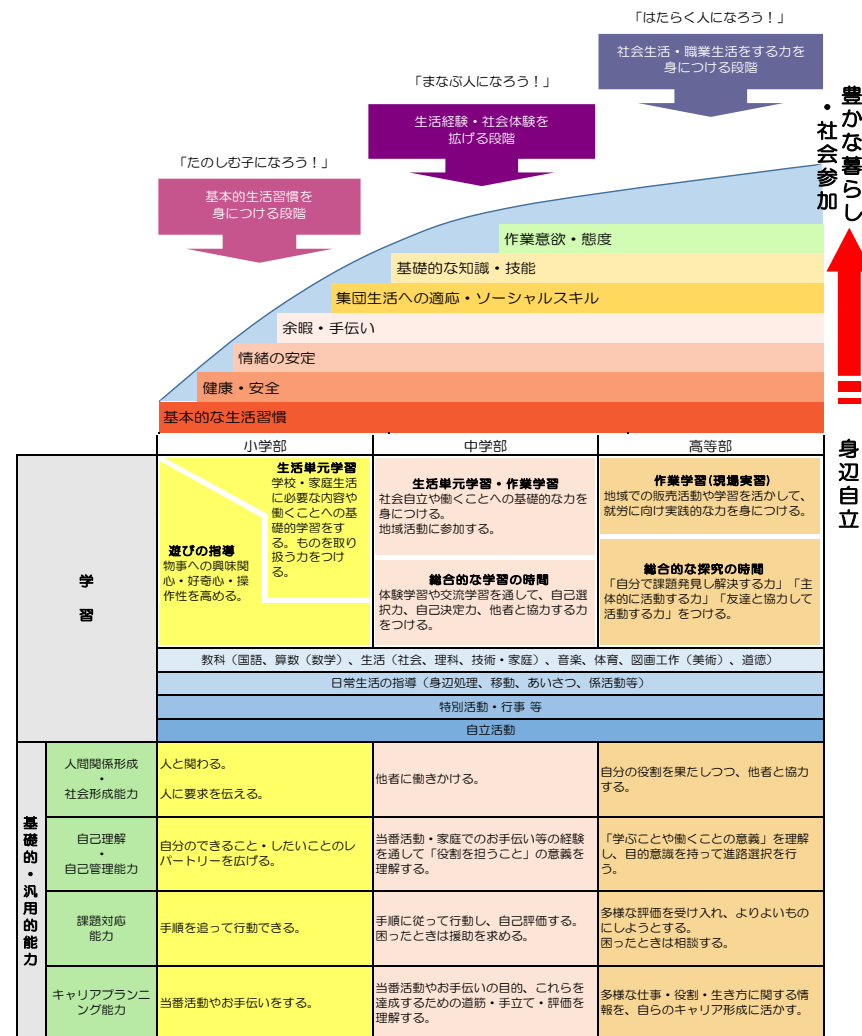 「はたらく人になろう！」
社会生活・職業生活をする力を
身につける段階
「まなぶ人になろう！」
生活経験・社会体験を
拡げる段階
「たのしむ子になろう！」
基本的生活習慣を
身につける段階
豊かな暮らし
・社会参加
作業意欲・態度
基礎的な知識・技能
集団生活への適応・ソーシャルスキル
余暇・手伝い
情緒の安定
健康・安全
基本的な生活習慣
身辺自立
小学部
中学部
高等部
学
習
生活単元学習
学校・家庭生活
に必要な内容や
働くことへの基
礎的学習をす
る。ものを取り
扱う力をつけ
る。
遊びの指導
物事への興味関
心・好奇心・操
作性を高める。
生活単元学習・作業学習
社会自立や働くことへの基礎的な力を
身につける。
地域活動に参加する。
総合的な学習の時間
体験学習や交流学習を通して、自己選
択力、自己決定力、他者と協力する力
をつける。
作業学習(現場実習)
地域での販売活動や学習を活かして、
就労に向け実践的な力を身につける。
総合的な探究の時間
「自分で課題発見し解決する力」「主
体的に活動する力」「友達と協力して
活動する力」をつける。
教科（国語、算数（数学）、生活（社会、理科、技術・家庭）、音楽、体育、図画工作（美術）、道徳）
日常生活の指導（身辺処理、移動、あいさつ、係活動等）
特別活動・行事 等
自立活動
基礎的・汎用的能力
人間関係形成
・
社会形成能力
人と関わる。
人に要求を伝える。
他者に働きかける。
自分の役割を果たしつつ、他者と協力
する。
自己理解
・
自己管理能力
自分のできること・したいことのレ
パートリーを広げる。
当番活動・家庭でのお手伝い等の経験
を通して「役割を担うこと」の意義を
理解する。
「学ぶことや働くことの意義」を理解
し、目的意識を持って進路選択を行
う。
課題対応
能力
手順を追って行動できる。
手順に従って行動し、自己評価する。
困ったときは援助を求める。
多様な評価を受け入れ、よりよいもの
にしようとする。
困ったときは相談する。
キャリアプランニ
ング能力
当番活動やお手伝いをする。
当番活動やお手伝いの目的、これらを
達成するための道筋・手立て・評価を
理解する。
多様な仕事・役割・生き方に関する情
報を、自らのキャリア形成に活かす。